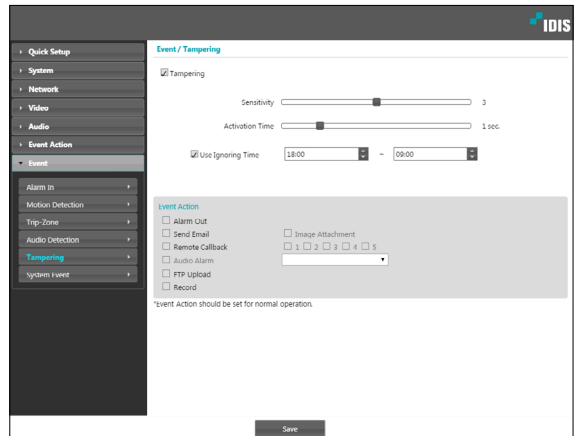 IDIS
Quick Setup
System
Network
Video
Audio
Event Action
Event
Alarm In
Motion Detection
Trip-Zone
Audio Detection
Tampering
System Event
Event / Tampering
Tampering
Sensitivity 3
Activation Time 1 sec.
Use Ignoring Time 18:00 ~ 09:00
Event Action
Alarm Out
Send Email Image Attachment
Remote Callback 1 2 3 4 5
Audio Alarm
FTP Upload
Record
*Event Action should be set for normal operation.
Save